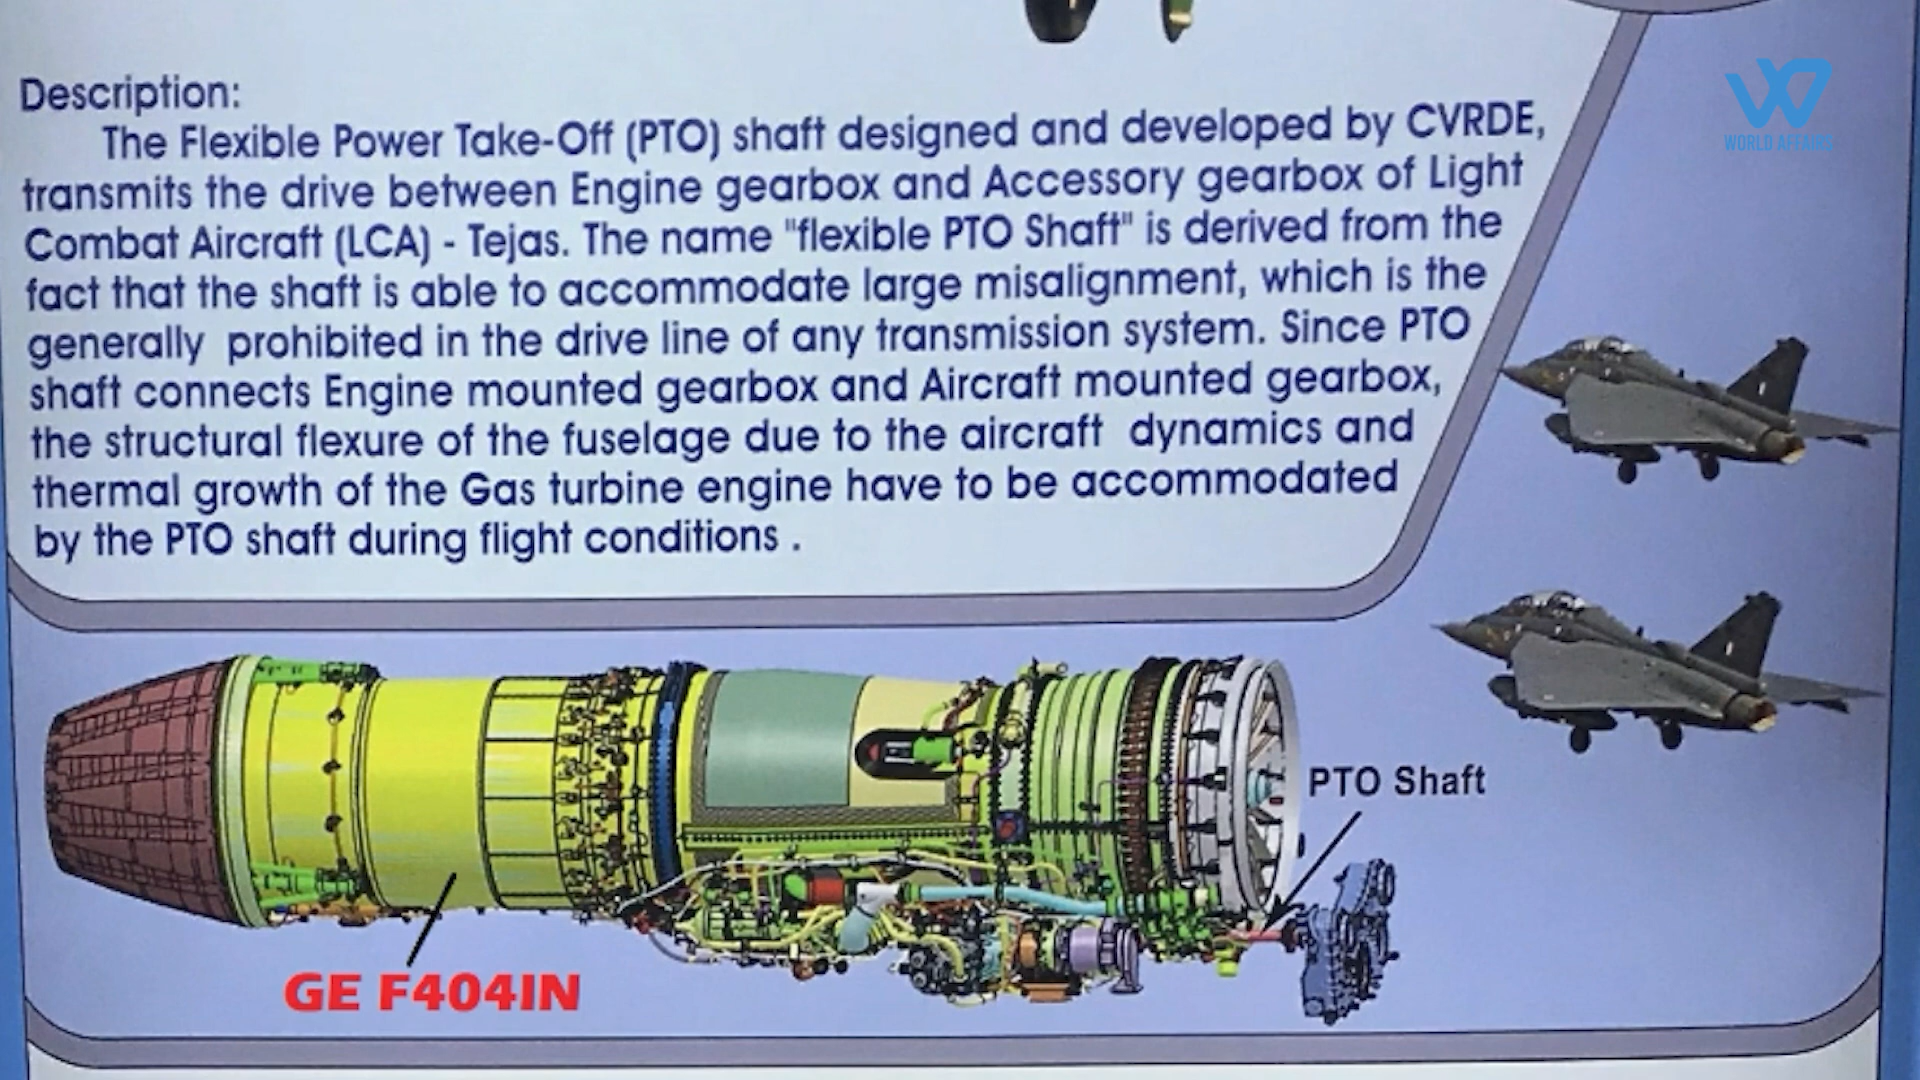 Description:
The Flexible Power Take-Off (PTO) shaft designed and developed by CVRDE,
transmits the drive between Engine gearbox and Accessory gearbox of Light
Combat Aircraft (LCA) - Tejas. The name "flexible PTO Shaft" is derived from the
fact that the shaft is able to accommodate large misalignment, which is the
generally prohibited in the drive line of any transmission system. Since PTO
shaft connects Engine mounted gearbox and Aircraft mounted gearbox,
the structural flexure of the fuselage due to the aircraft dynamics and
thermal growth of the Gas turbine engine have to be accommodated
by the PTO shaft during flight conditions .
WORLD AFFAIRS
PTO Shaft
GE F404IN